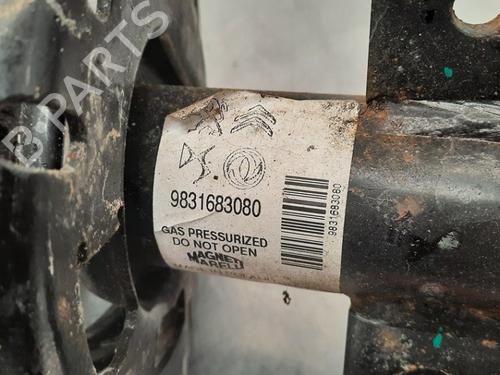 B-PARTS
9831683080
GAS PRESSURIZED
DO NOT OPEN
MAGNETI
MARELLI
9831683080